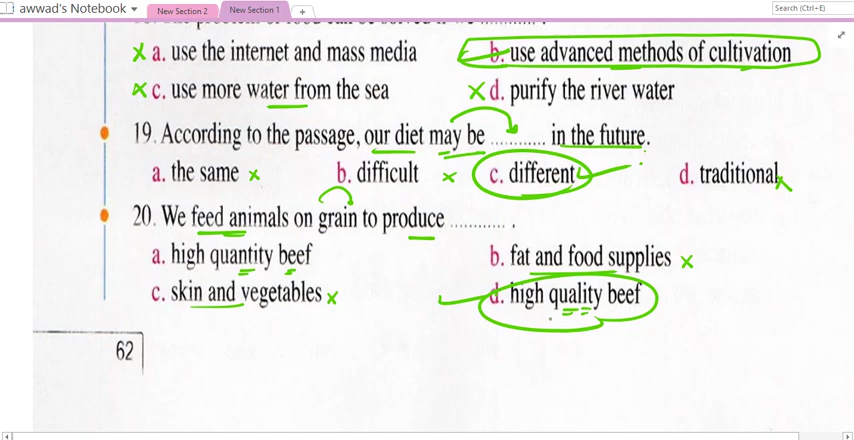 awwad's Notebook
New Section 2
New Section 1
Search (Ctrl+E)
a. use the internet and mass media b. use advanced methods of cultivation
c. use more water from the sea d. purify the river water
19. According to the passage, our diet may be ............ in the future.
a. the same b. difficult c. different d. traditional
20. We feed animals on grain to produce ............ .
a. high quantity beef b. fat and food supplies
c. skin and vegetables d. high quality beef
62